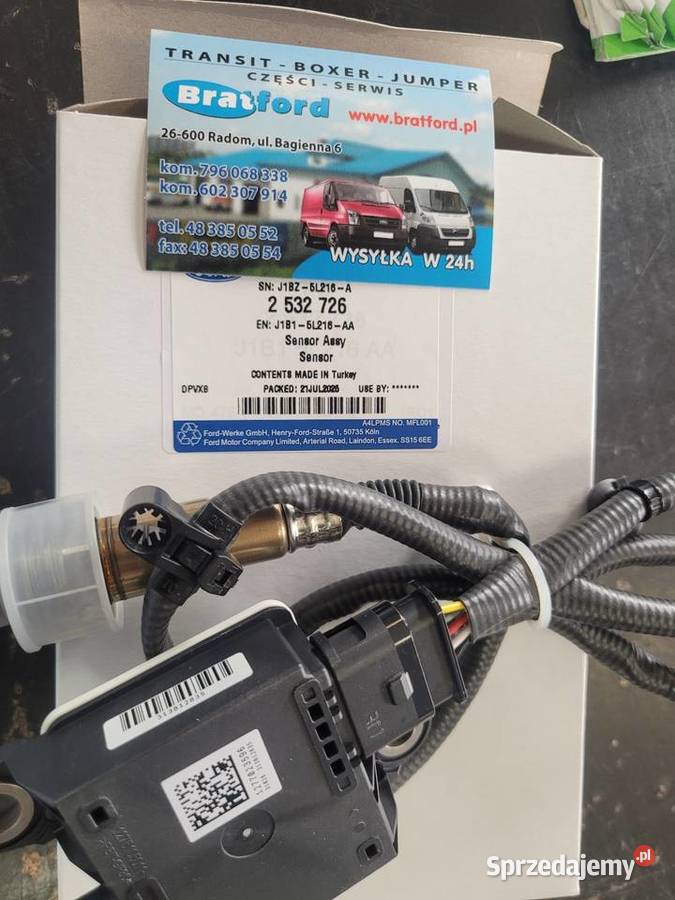 TRANSIT - BOXER - JUMPER
CZĘŚCI - SERWIS
Bratford
www.bratford.pl
26-600 Radom, ul. Bagienna 6
kom. 796 068 338
kom. 602 307 914
tel. 48 385 05 52
fax: 48 385 05 54
WYSYŁKA W 24h
SN: J1BZ-5L216-A
2 532 726
EN: J1B1-5L216-AA
Sensor Assy
Sensor
CONTENTS MADE IN Turkey
DPVXB PACKED: 21JUL2025 USE BY: *******
A4LPMS NO. MFL001
Ford-Werke GmbH, Henry-Ford-Straße 1, 50735 Köln
Ford Motor Company Limited, Arterial Road, Laindon, Essex. SS15 6EE
313812835
1277023596
Sprzedajemy.pl